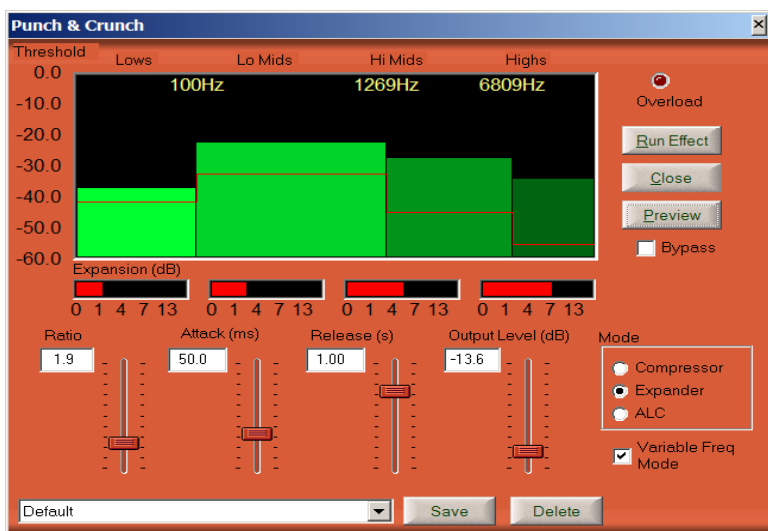 Punch & Crunch
Threshold
Lows Lo Mids Hi Mids Highs
0.0
-10.0
-20.0
-30.0
-40.0
-50.0
-60.0
100Hz 1269Hz 6809Hz
Overload
Run Effect
Close
Preview
Bypass
Expansion (dB)
0 1 4 7 13 0 1 4 7 13 0 1 4 7 13 0 1 4 7 13
Ratio Attack (ms) Release (s) Output Level (dB)
1.9 50.0 1.00 -13.6
Mode
Compressor
Expander
ALC
Variable Freq
Mode
Default Save Delete